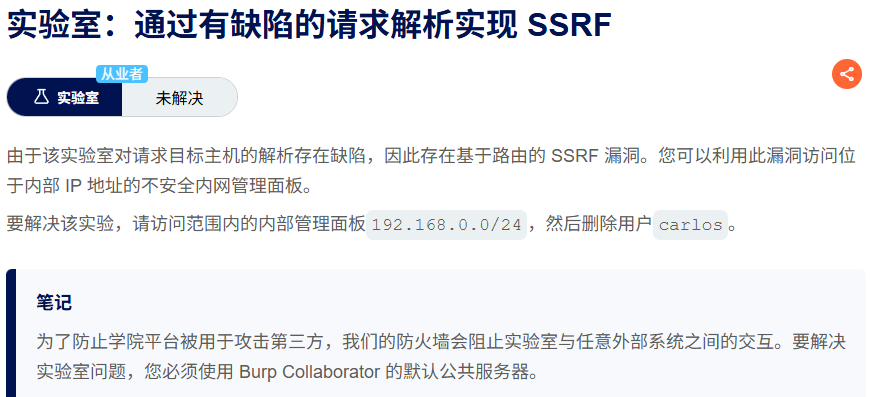 实验室：通过有缺陷的请求解析实现 SSRF
从业者
实验室
未解决
由于该实验室对请求目标主机的解析存在缺陷，因此存在基于路由的 SSRF 漏洞。您可以利用此漏洞访问位
于内部 IP 地址的不安全内网管理面板。
要解决该实验，请访问范围内的内部管理面板192.168.0.0/24，然后删除用户carlos。
笔记
为了防止学院平台被用于攻击第三方，我们的防火墙会阻止实验室与任意外部系统之间的交互。要解决
实验室问题，您必须使用 Burp Collaborator 的默认公共服务器。